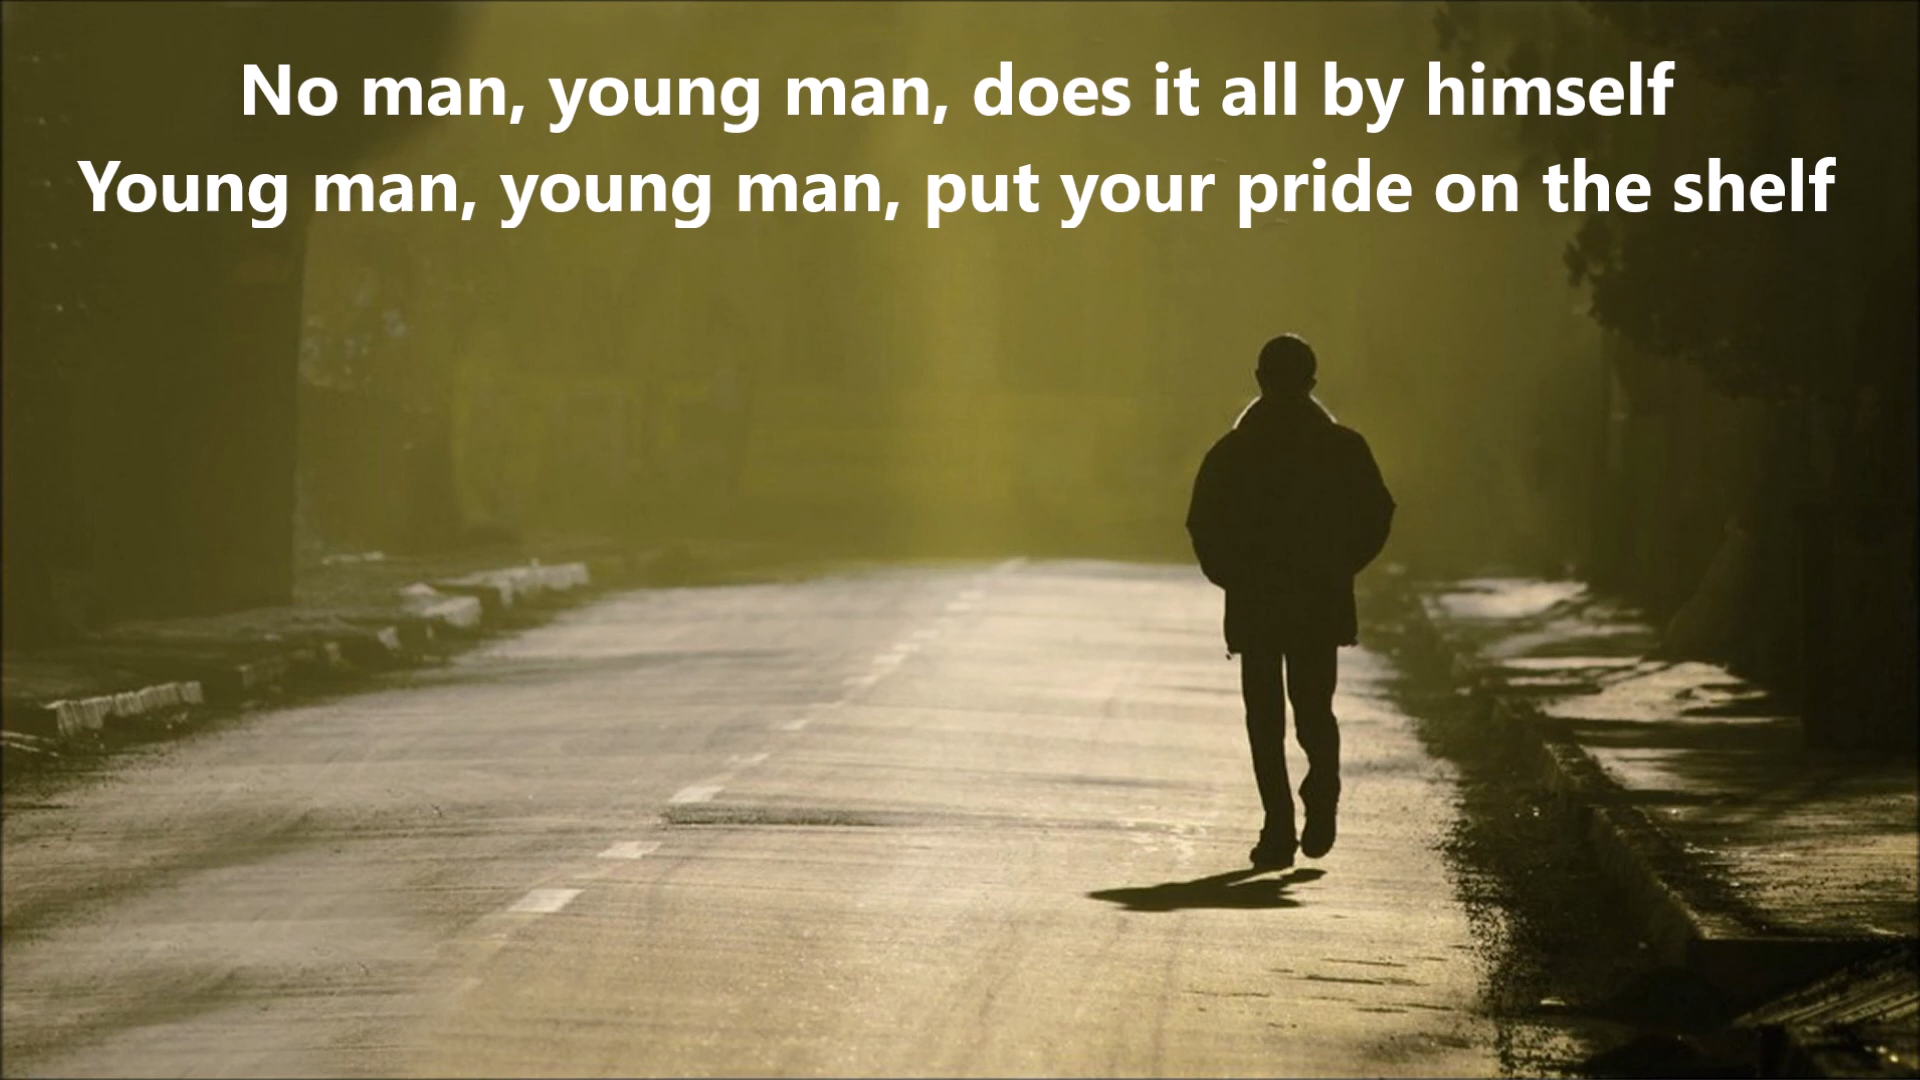 No man, young man, does it all by himself
Young man, young man, put your pride on the shelf